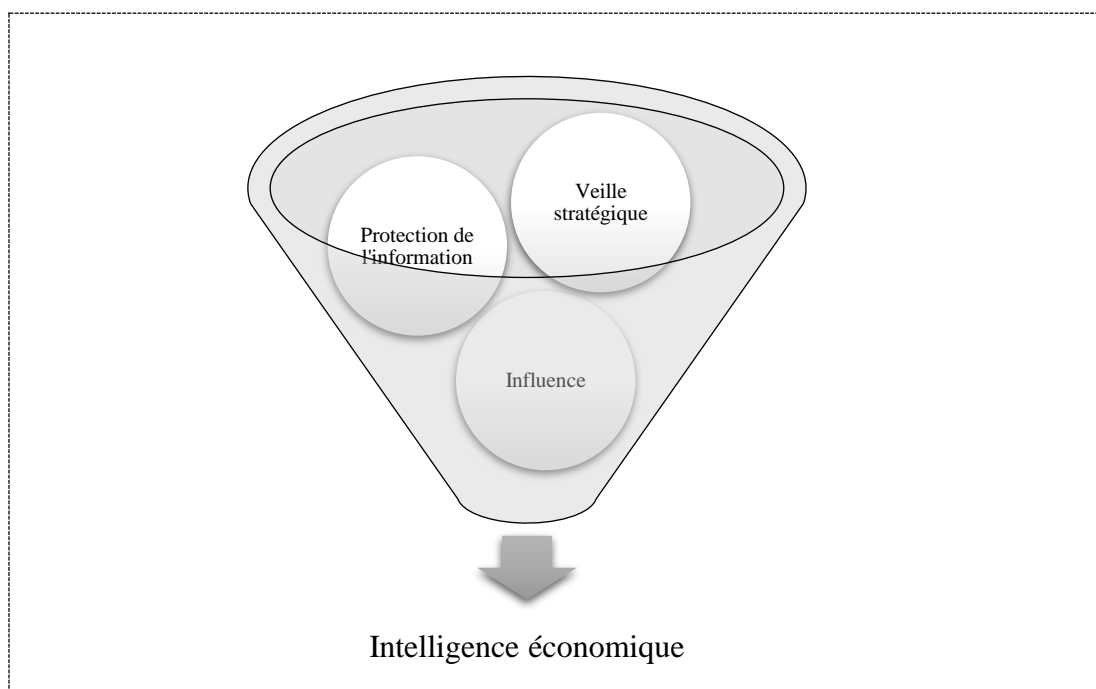 Veille
stratégique
Protection de
l'information
Influence
Intelligence économique